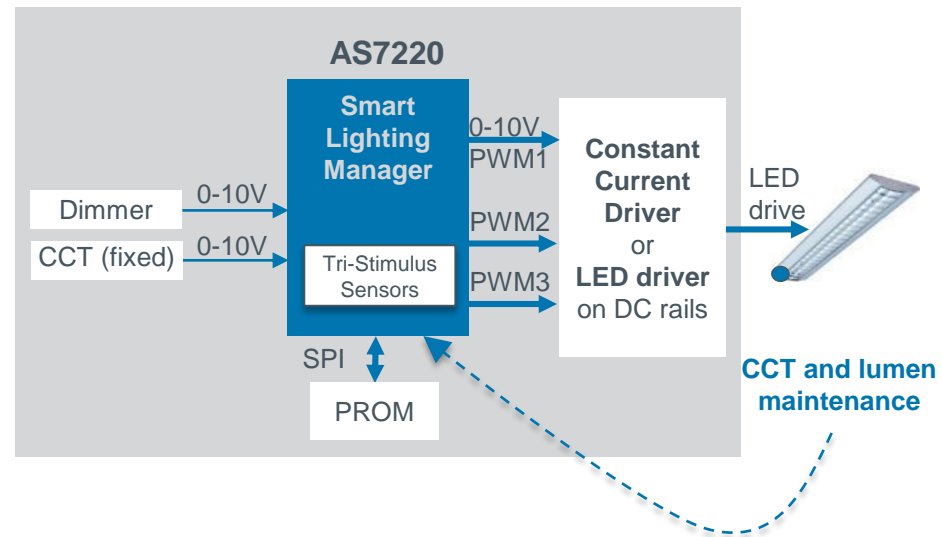 AS7220
Smart
Lighting
Manager
Dimmer
0-10V
CCT (fixed)
0-10V
Tri-Stimulus
Sensors
SPI
PROM
0-10V
PWM1
PWM2
PWM3
Constant
Current
Driver
or
LED driver
on DC rails
LED
drive
CCT and lumen
maintenance